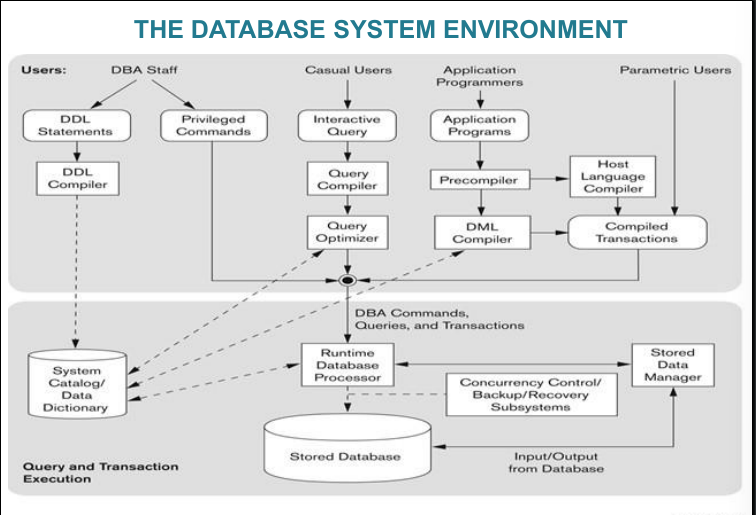 THE DATABASE SYSTEM ENVIRONMENT
Users:
DBA Staff
Casual Users
Application
Programmers
Parametric Users
DDL
Statements
Privileged
Commands
Interactive
Query
Application
Programs
DDL
Compiler
Query
Compiler
Precompiler
Host
Language
Compiler
Query
Optimizer
DML
Compiler
Compiled
Transactions
DBA Commands,
Queries, and Transactions
System
Catalog/
Data
Dictionary
Runtime
Database
Processor
Stored
Data
Manager
Concurrency Control/
Backup/Recovery
Subsystems
Stored Database
Input/Output
from Database
Query and Transaction
Execution